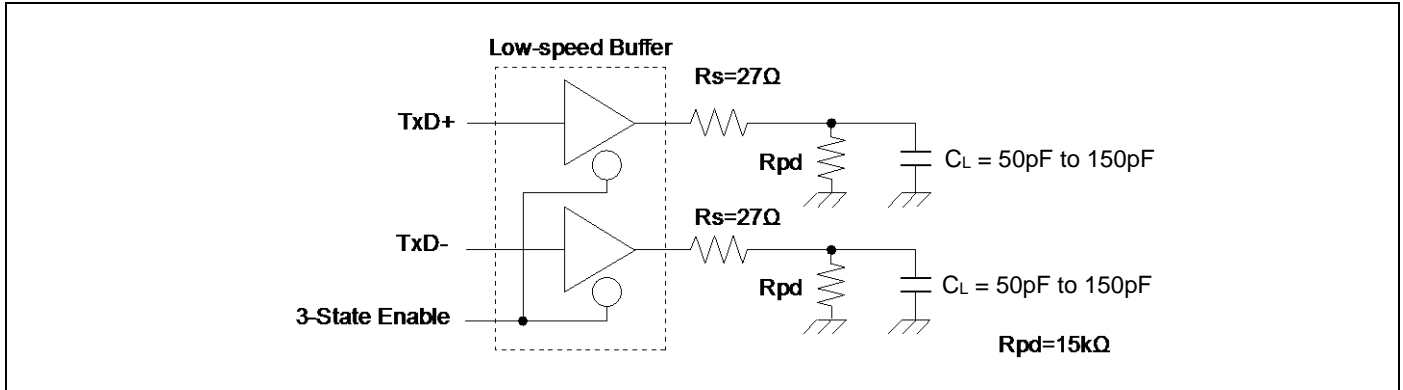 Low-speed Buffer
Rs=27Ω
TxD+
Rpd
CL = 50pF to 150pF
Rs=27Ω
TxD-
Rpd
CL = 50pF to 150pF
3-State Enable
Rpd=15kΩ